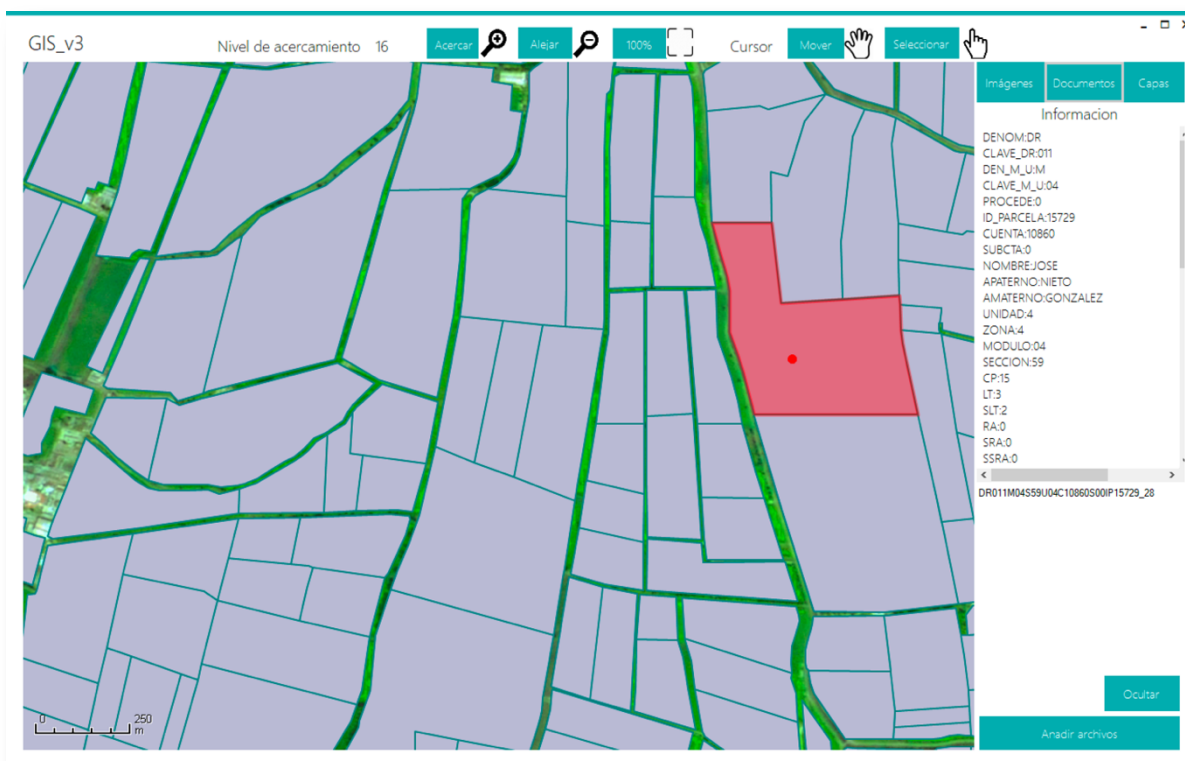 GIS_v3
Nivel de acercamiento 16
Acercar
Alejar
100%
Cursor
Mover
Seleccionar
Imágenes
Documentos
Capas
Informacion
DENOM:DR
CLAVE_DR:011
DEN_M_U:M
CLAVE_M_U:04
PROCEDE:0
ID_PARCELA:15729
CUENTA:10860
SUBCTA:0
NOMBRE:JOSE
APATERNO:NIETO
AMATERNO:GONZALEZ
UNIDAD:4
ZONA:4
MODULO:04
SECCION:59
CP:15
LT:3
SLT:2
RA:0
SRA:0
SSRA:0
DR011M04S59U04C10860S00IP15729_28
0 250
m
Ocultar
Anadir archivos